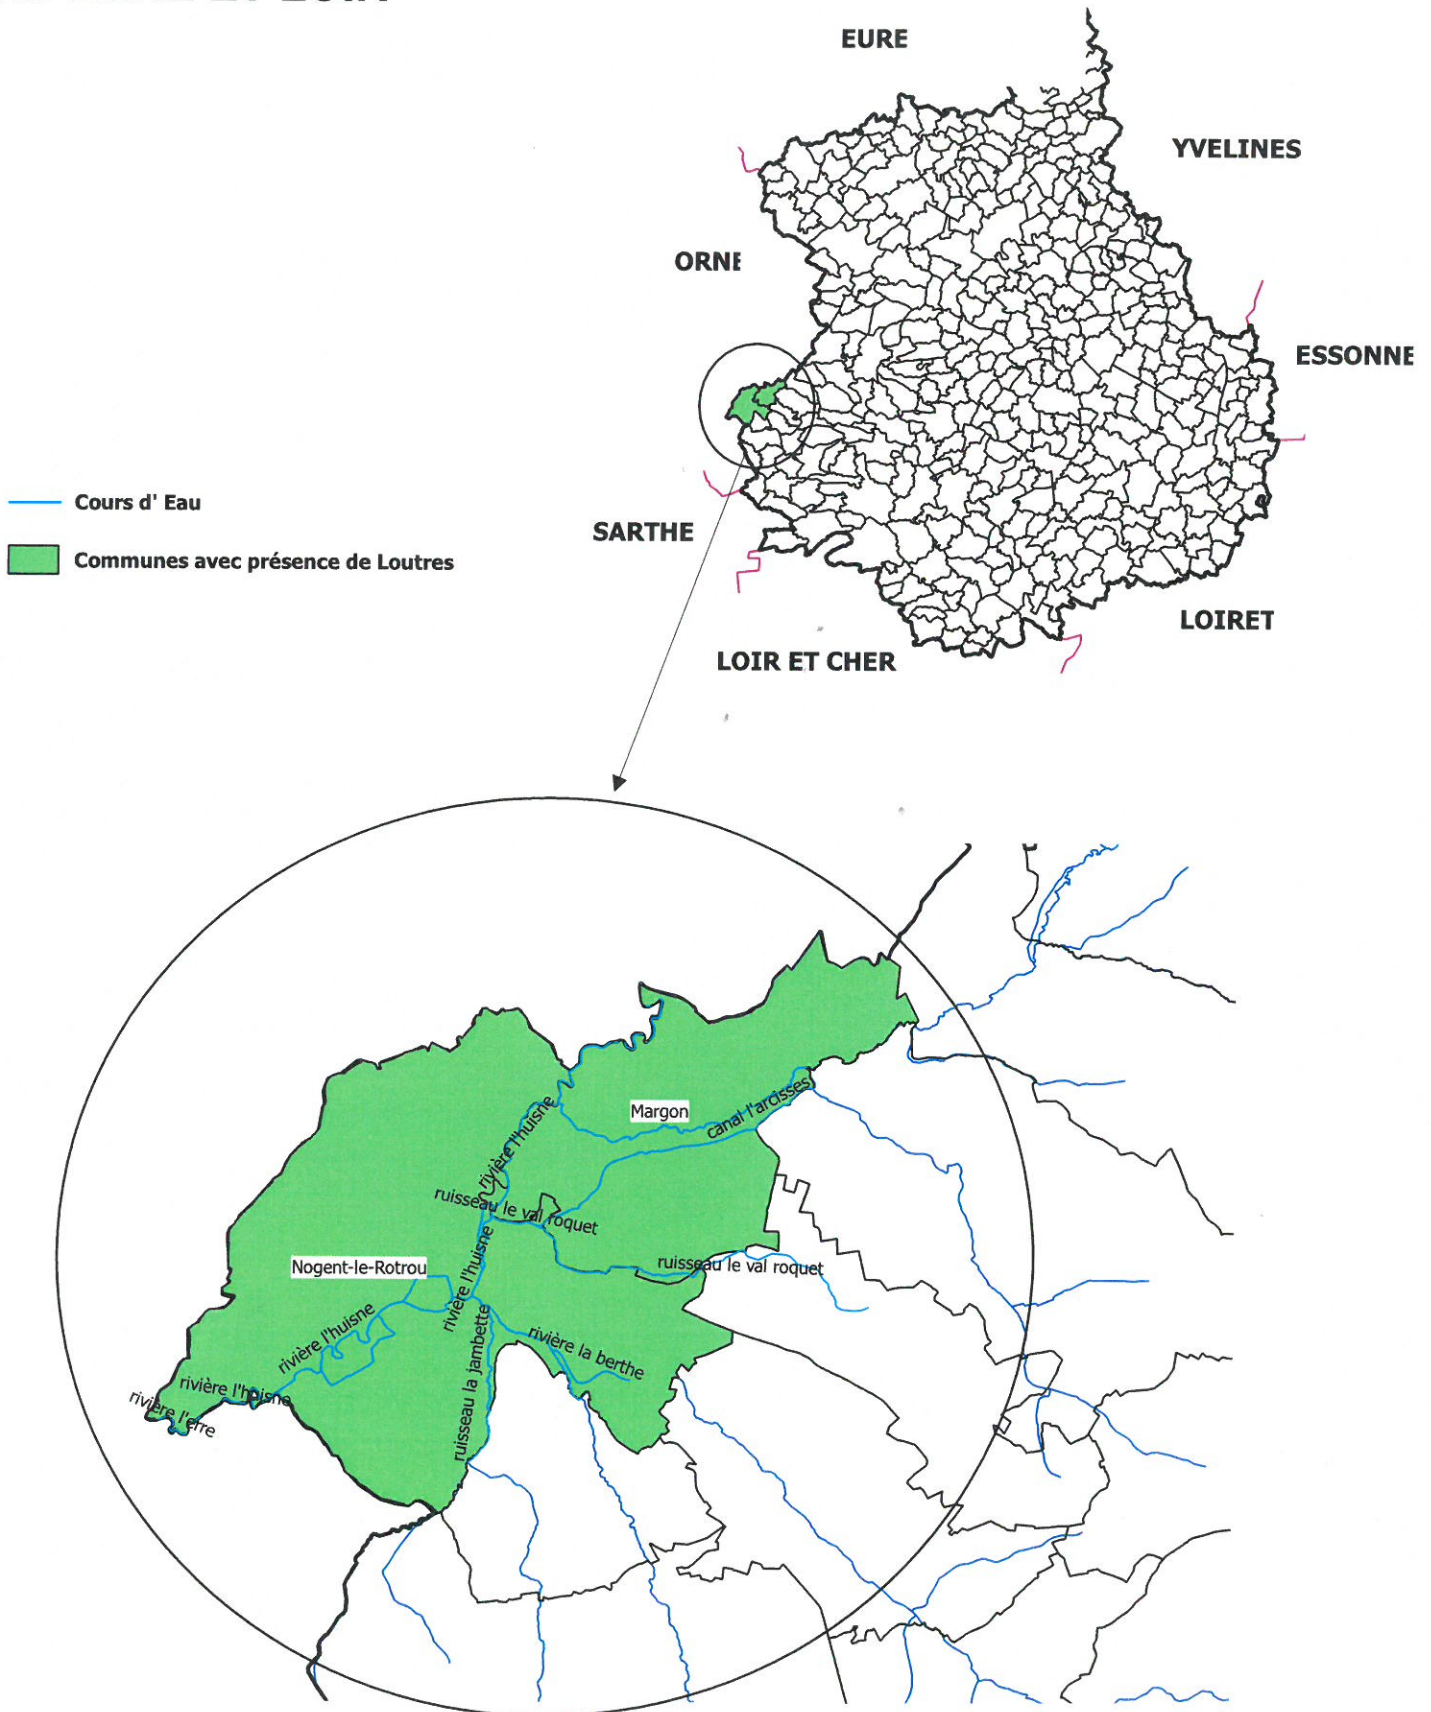 EURE
YVELINES
ORNE
ESSONNE
Cours d' Eau
SARTHE
Communes avec présence de Loutres
LOIRET
LOIR ET CHER
Margon
canal l'arcisses
rivière l'huisne
ruisseau le val roquet
rivière l'huisne
Nogent-le-Rotrou
ruisseau le val roquet
rivière l'huisne
ruisseau la jambette
rivière la berthe
rivière l'huisne
rivière l'erre